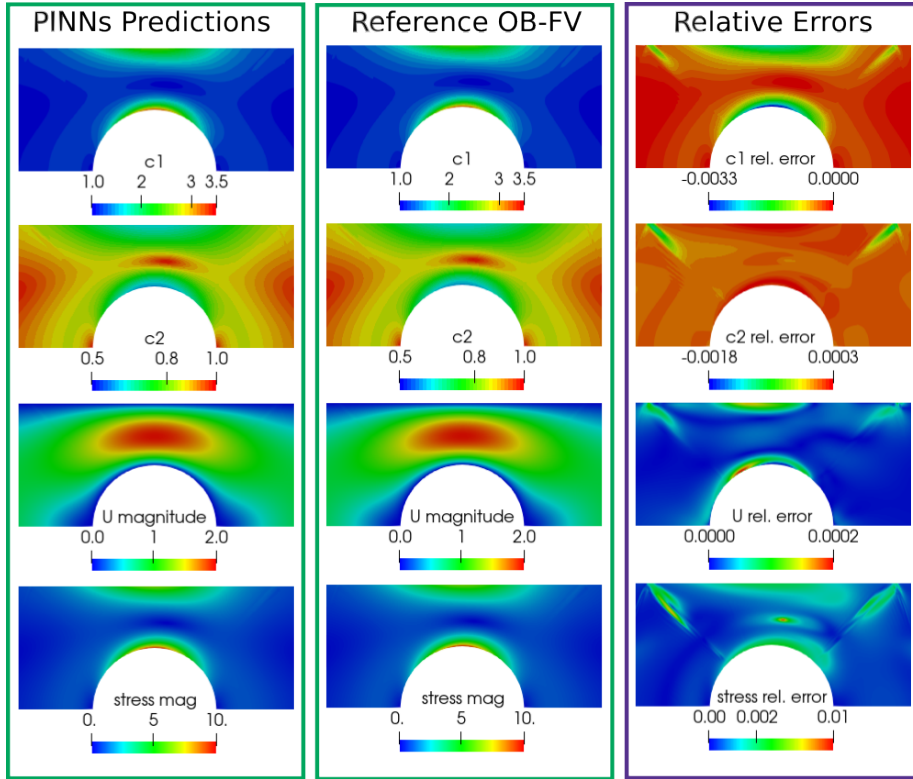 PINNs Predictions
Reference OB-FV
Relative Errors
c1
1.0 2 3 3.5
c1
1.0 2 3 3.5
c1 rel. error
-0.0033 0.0000
c2
0.5 0.8 1.0
c2
0.5 0.8 1.0
c2 rel. error
-0.0018 0.0003
U magnitude
0.0 1 2.0
U magnitude
0.0 1 2.0
U rel. error
0.0000 0.0002
stress mag
0. 5 10.
stress mag
0. 5 10.
stress rel. error
0.00 0.002 0.01